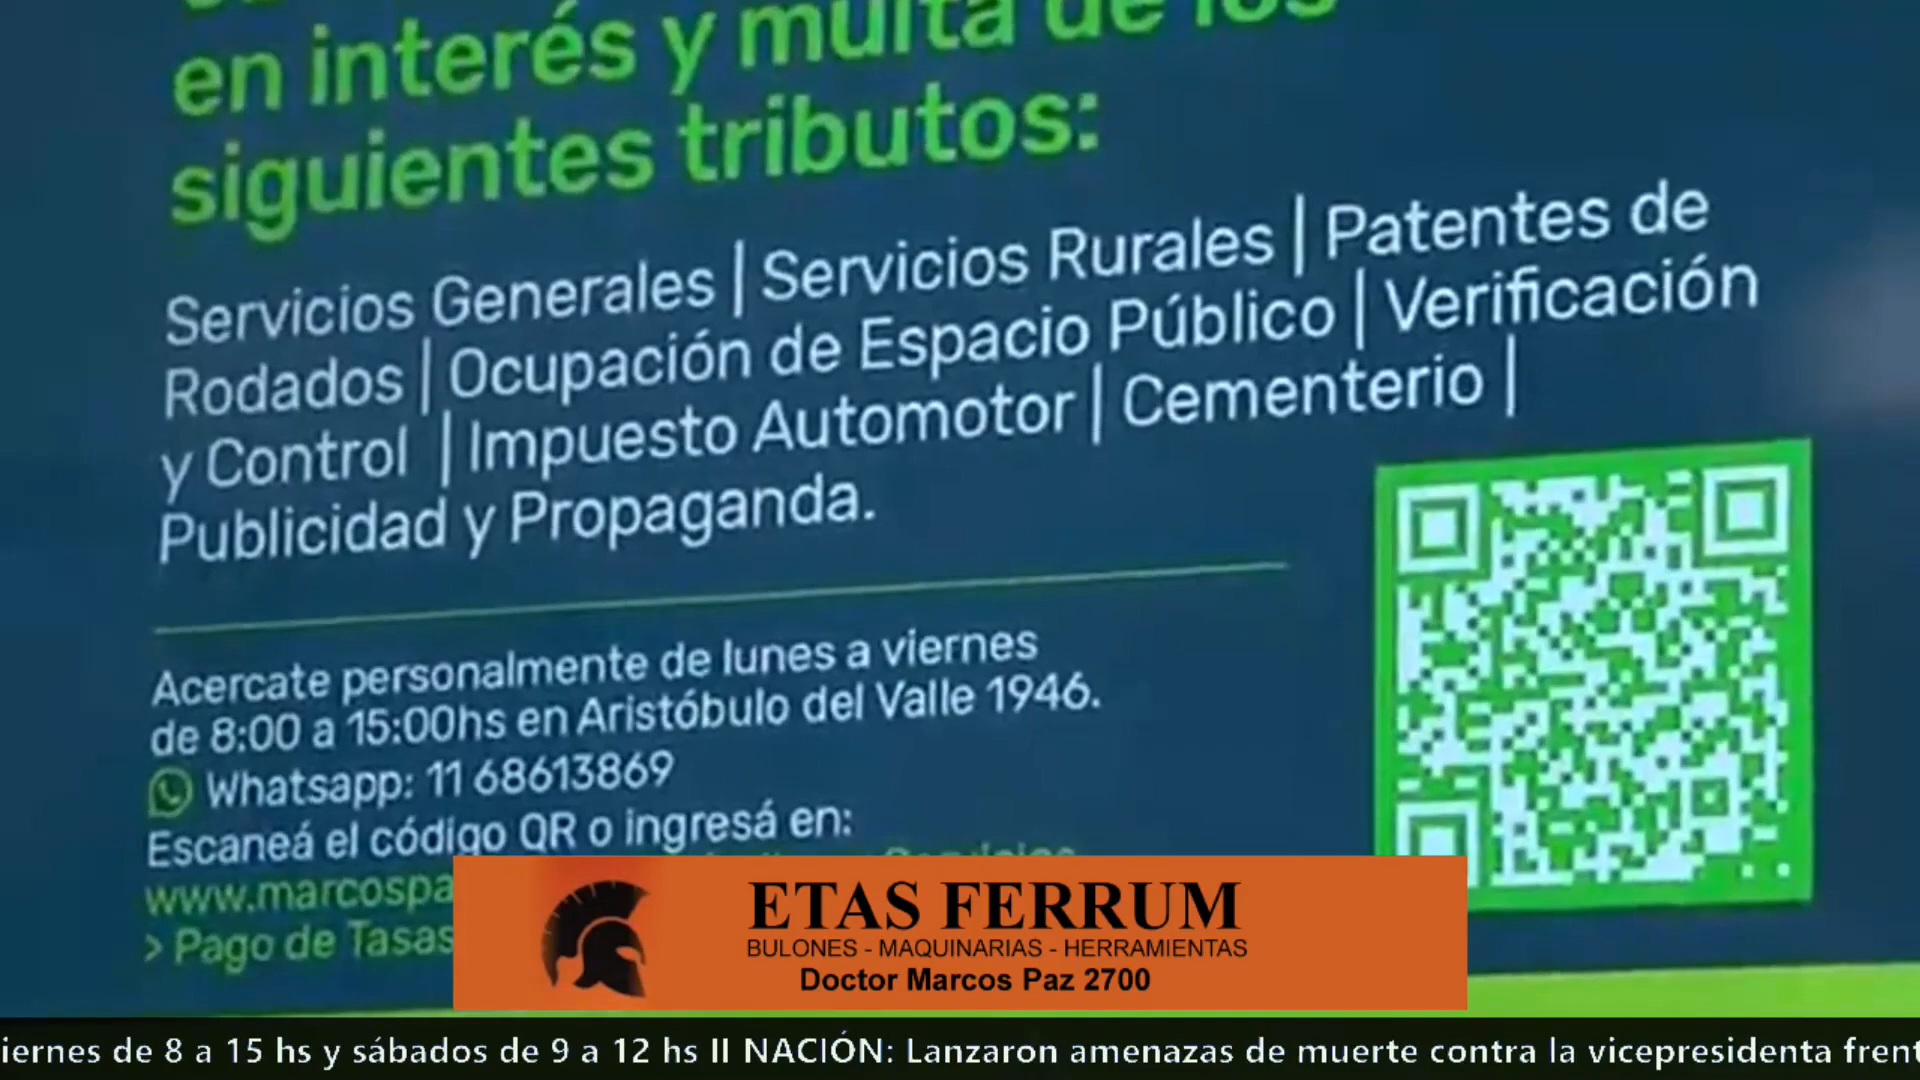 en interés y multa de los
siguientes tributos:
Servicios Generales | Servicios Rurales | Patentes de
Rodados | Ocupación de Espacio Público | Verificación
y Control | Impuesto Automotor | Cementerio |
Publicidad y Propaganda.
Acercate personalmente de lunes a viernes
de 8:00 a 15:00hs en Aristóbulo del Valle 1946.
Whatsapp: 11 68613869
Escaneá el código QR o ingresá en:
www.marcospa
> Pago de Tasas
ETAS FERRUM
BULONES - MAQUINARIAS - HERRAMIENTAS
Doctor Marcos Paz 2700
iernes de 8 a 15 hs y sábados de 9 a 12 hs II NACIÓN: Lanzaron amenazas de muerte contra la vicepresidenta frent